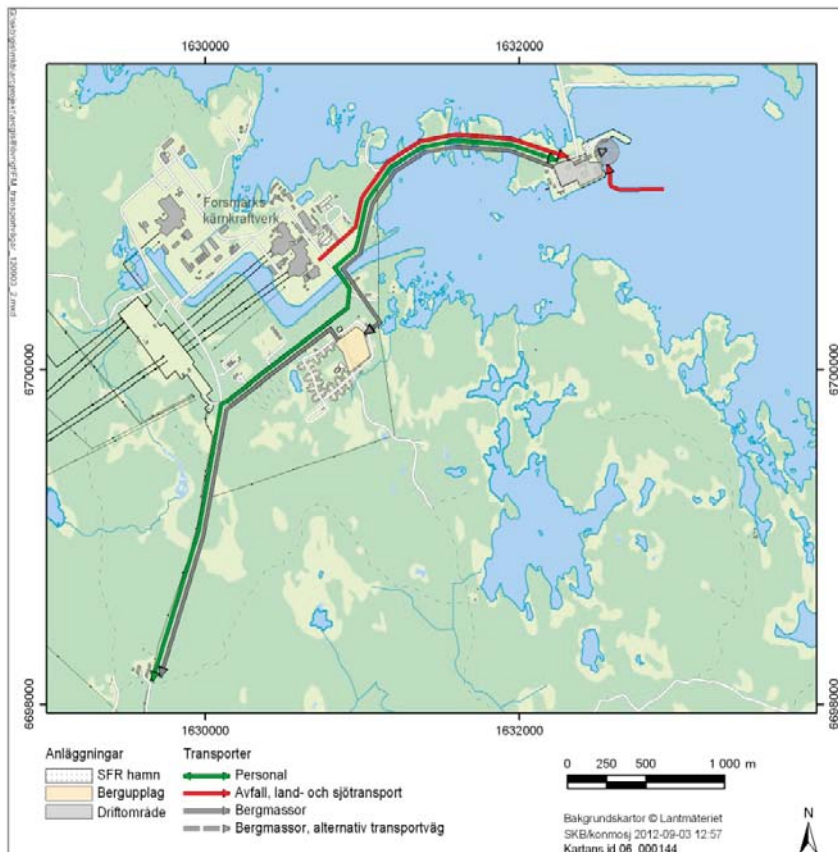 1630000
1632000
Forsmarks
kärnkraftverk
6700000
6700000
6698000
6698000
1630000
1632000
Anläggningar
SFR hamn
Bergupplag
Driftområde
Transporter
Personal
Avfall, land- och sjötransport
Bergmassor
Bergmassor, alternativ transportväg
0 250 500 1 000 m
Bakgrundskartor © Lantmäteriet
SKB/konmosj 2012-09-03 12:57
Kartans id 06_000144
N